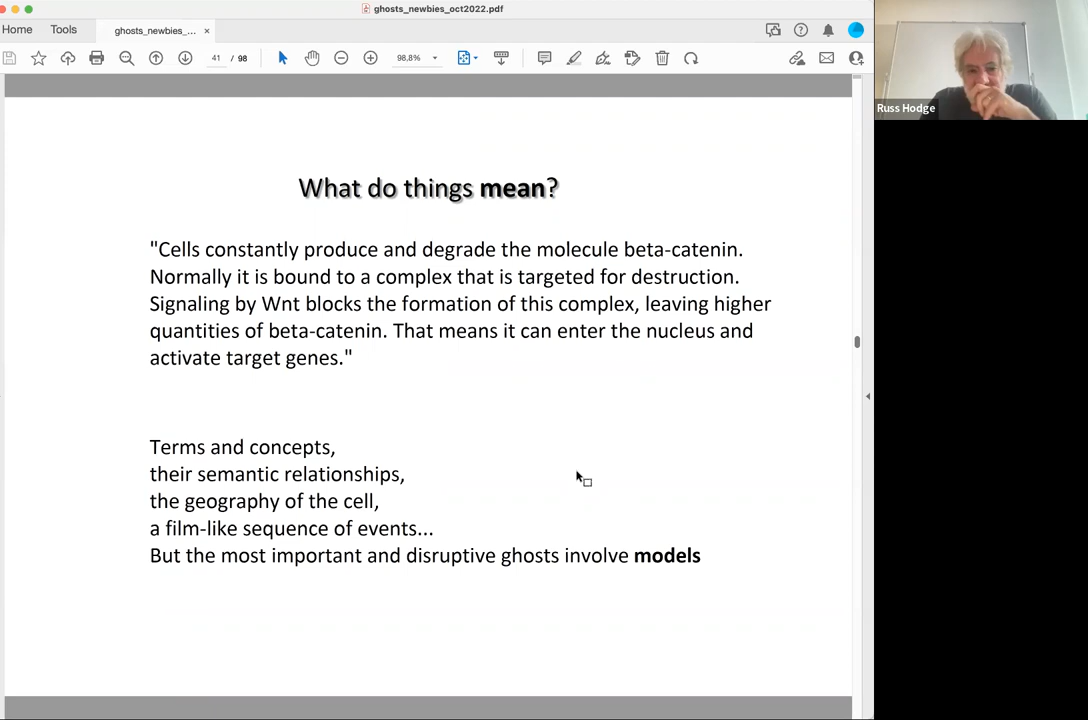 ghosts_newbies_oct2022.pdf
Home Tools ghosts_newbies_... ×
41 / 98 98,8%
Russ Hodge
What do things mean?
"Cells constantly produce and degrade the molecule beta-catenin.
Normally it is bound to a complex that is targeted for destruction.
Signaling by Wnt blocks the formation of this complex, leaving higher
quantities of beta-catenin. That means it can enter the nucleus and
activate target genes."
Terms and concepts,
their semantic relationships,
the geography of the cell,
a film-like sequence of events...
But the most important and disruptive ghosts involve models